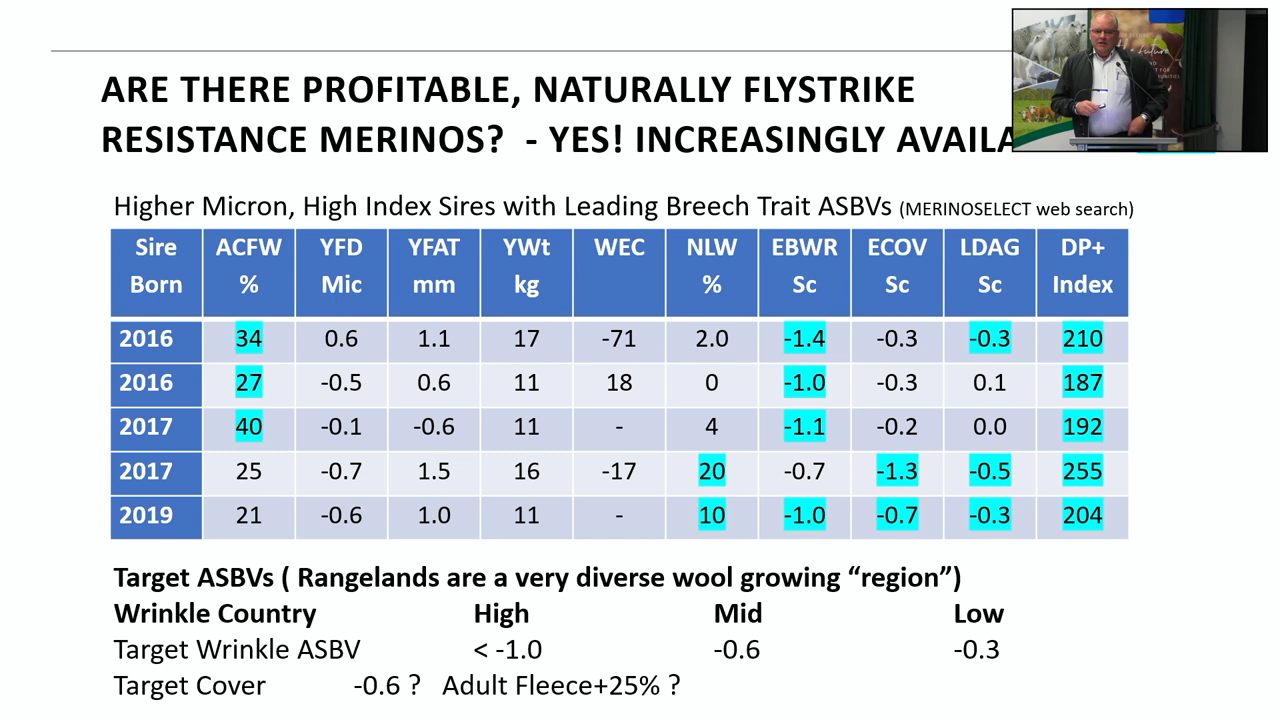 ARE THERE PROFITABLE, NATURALLY FLYSTRIKE
RESISTANCE MERINOS? - YES! INCREASINGLY AVAILA
Higher Micron, High Index Sires with Leading Breech Trait ASBVs (MERINOSELECT web search)
Sire Born ACFW % YFD Mic YFAT mm YWt kg WEC NLW % EBWR Sc ECOV Sc LDAG Sc DP+ Index
2016 34 0.6 1.1 17 -71 2.0 -1.4 -0.3 -0.3 210
2016 27 -0.5 0.6 11 18 0 -1.0 -0.3 0.1 187
2017 40 -0.1 -0.6 11 - 4 -1.1 -0.2 0.0 192
2017 25 -0.7 1.5 16 -17 20 -0.7 -1.3 -0.5 255
2019 21 -0.6 1.0 11 - 10 -1.0 -0.7 -0.3 204
Target ASBVs ( Rangelands are a very diverse wool growing “region”)
Wrinkle Country High Mid Low
Target Wrinkle ASBV < -1.0 -0.6 -0.3
Target Cover -0.6 ? Adult Fleece+25% ?